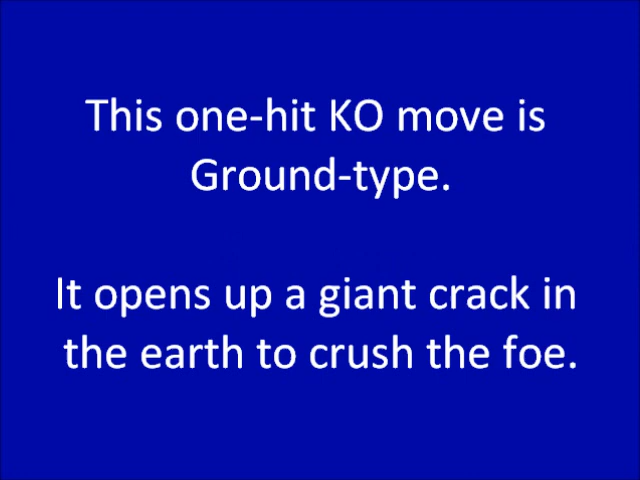 This one-hit KO move is
Ground-type.
It opens up a giant crack in
the earth to crush the foe.